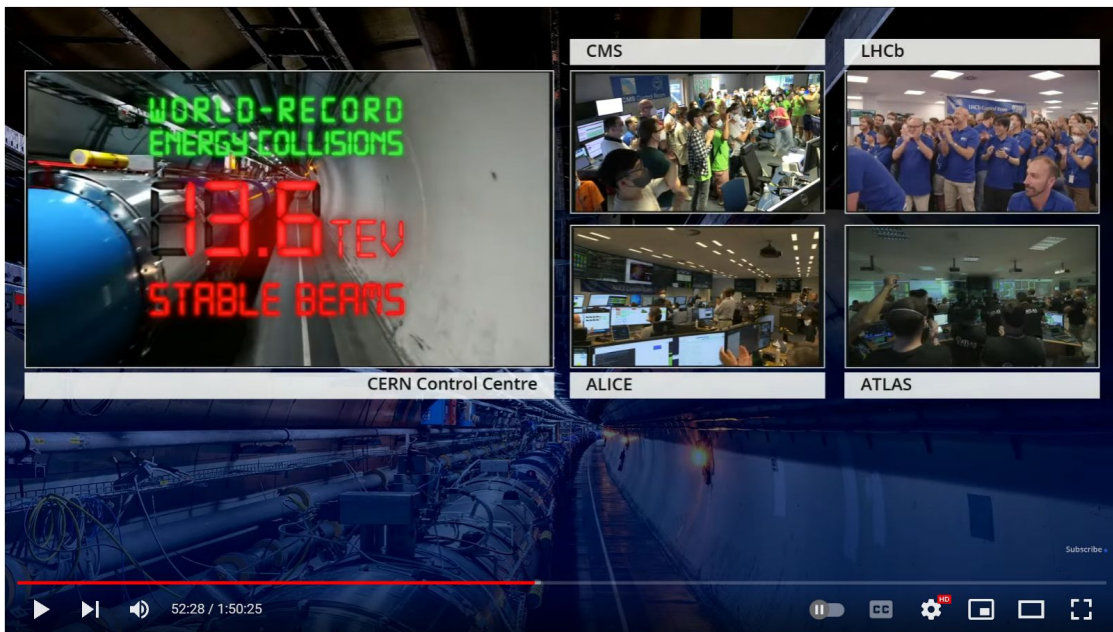 CMS
LHCb
WORLD-RECORD
ENERGY COLLISIONS
13.6 TEV
STABLE BEAMS
CERN Control Centre
ALICE
ATLAS
Subscribe
52:28 / 1:50:25
CC
HD